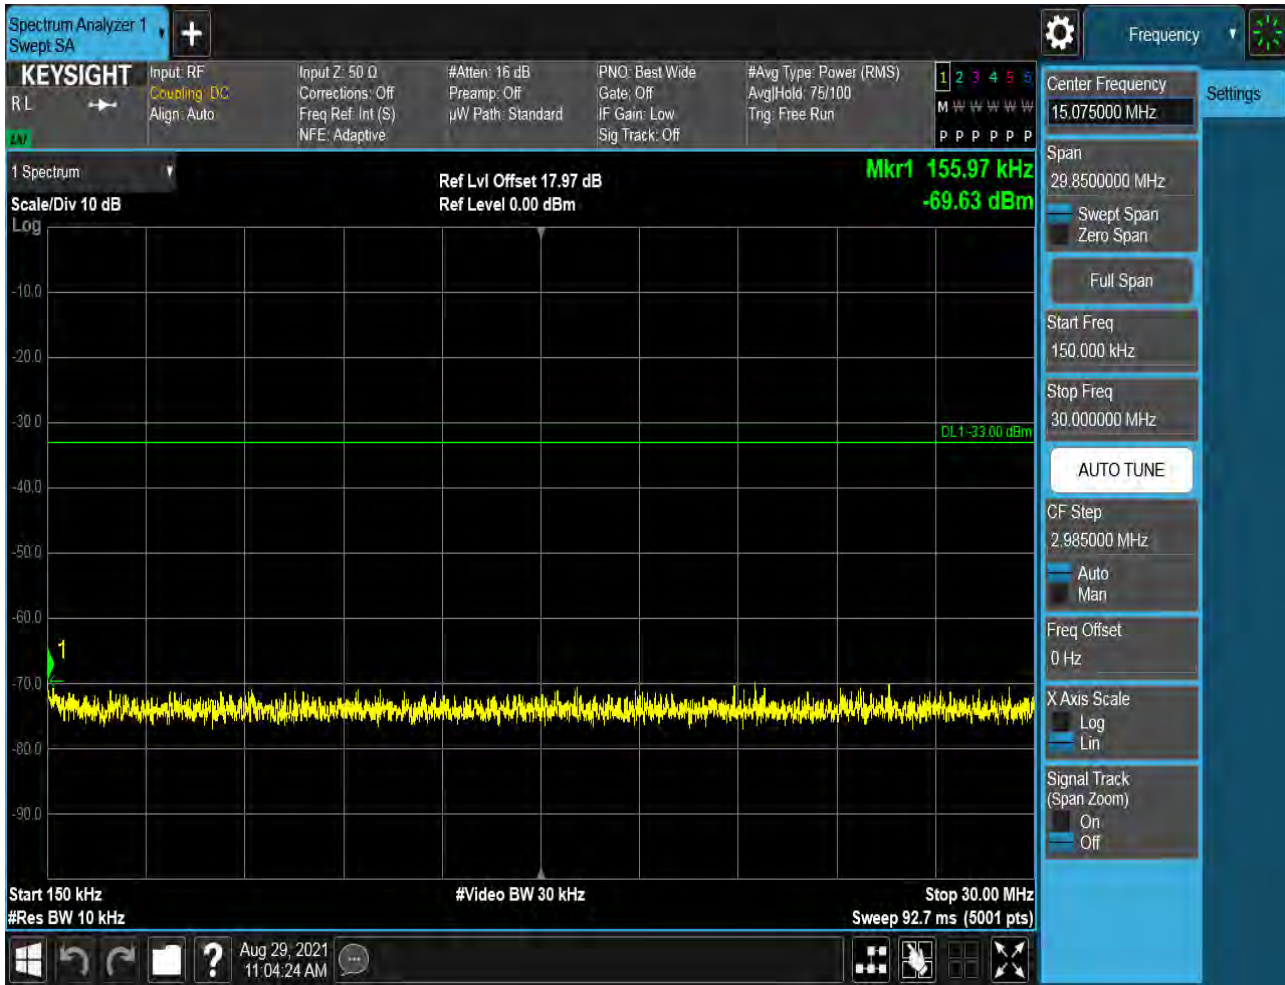 Spectrum Analyzer 1
Swept SA
Frequency
KEYSIGHT
R L
LNI
Input: RF
Coupling: DC
Align: Auto
Input Z: 50 Ω
Corrections: Off
Freq Ref: Int (S)
NFE: Adaptive
#Atten: 16 dB
Preamp: Off
µW Path: Standard
PNO: Best Wide
Gate: Off
IF Gain: Low
Sig Track: Off
#Avg Type: Power (RMS)
Avg|Hold: 75/100
Trig: Free Run
1 2 3 4 5 6
M W W W W W
P P P P P P
1 Spectrum
Scale/Div 10 dB
Log
Ref Lvl Offset 17.97 dB
Ref Level 0.00 dBm
Mkr1 155.97 kHz
-69.63 dBm
-10.0
-20.0
-30.0
DL1 -33.00 dBm
-40.0
-50.0
-60.0
1
-70.0
-80.0
-90.0
Start 150 kHz
#Res BW 10 kHz
#Video BW 30 kHz
Stop 30.00 MHz
Sweep 92.7 ms (5001 pts)
?
Aug 29, 2021
11:04:24 AM
Center Frequency
15.075000 MHz
Settings
Span
29.8500000 MHz
Swept Span
Zero Span
Full Span
Start Freq
150.000 kHz
Stop Freq
30.000000 MHz
AUTO TUNE
CF Step
2.985000 MHz
Auto
Man
Freq Offset
0 Hz
X Axis Scale
Log
Lin
Signal Track
(Span Zoom)
On
Off